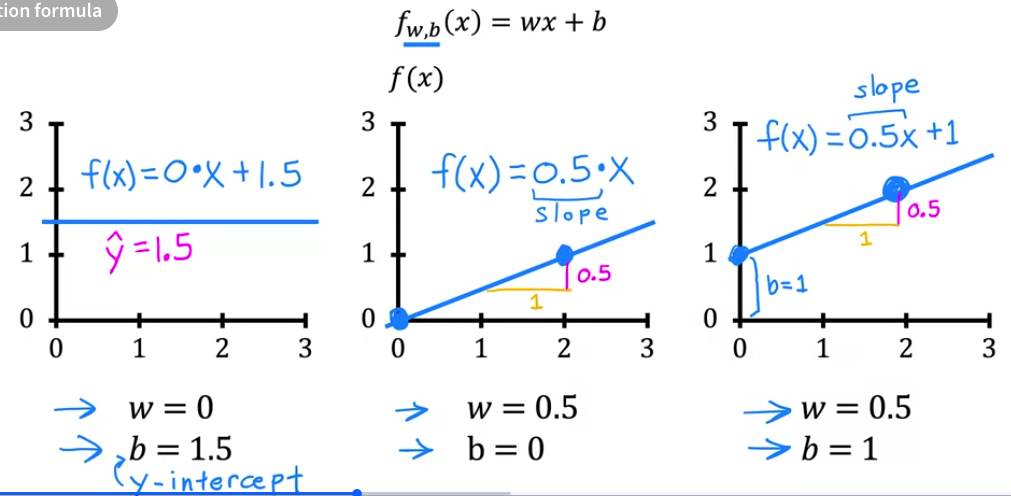 tion formula
f_{w,b}(x) = wx + b
f(x)
3
2
1
0
0 1 2 3
f(x)=0•X+1.5
ŷ=1.5
→ w = 0
→ b = 1.5
y-intercept
3
2
1
0
0 1 2 3
f(x)=0.5•X
slope
0.5
1
→ w = 0.5
→ b = 0
3
2
1
0
0 1 2 3
slope
f(x)=0.5x+1
0.5
1
b=1
→ w = 0.5
→ b = 1